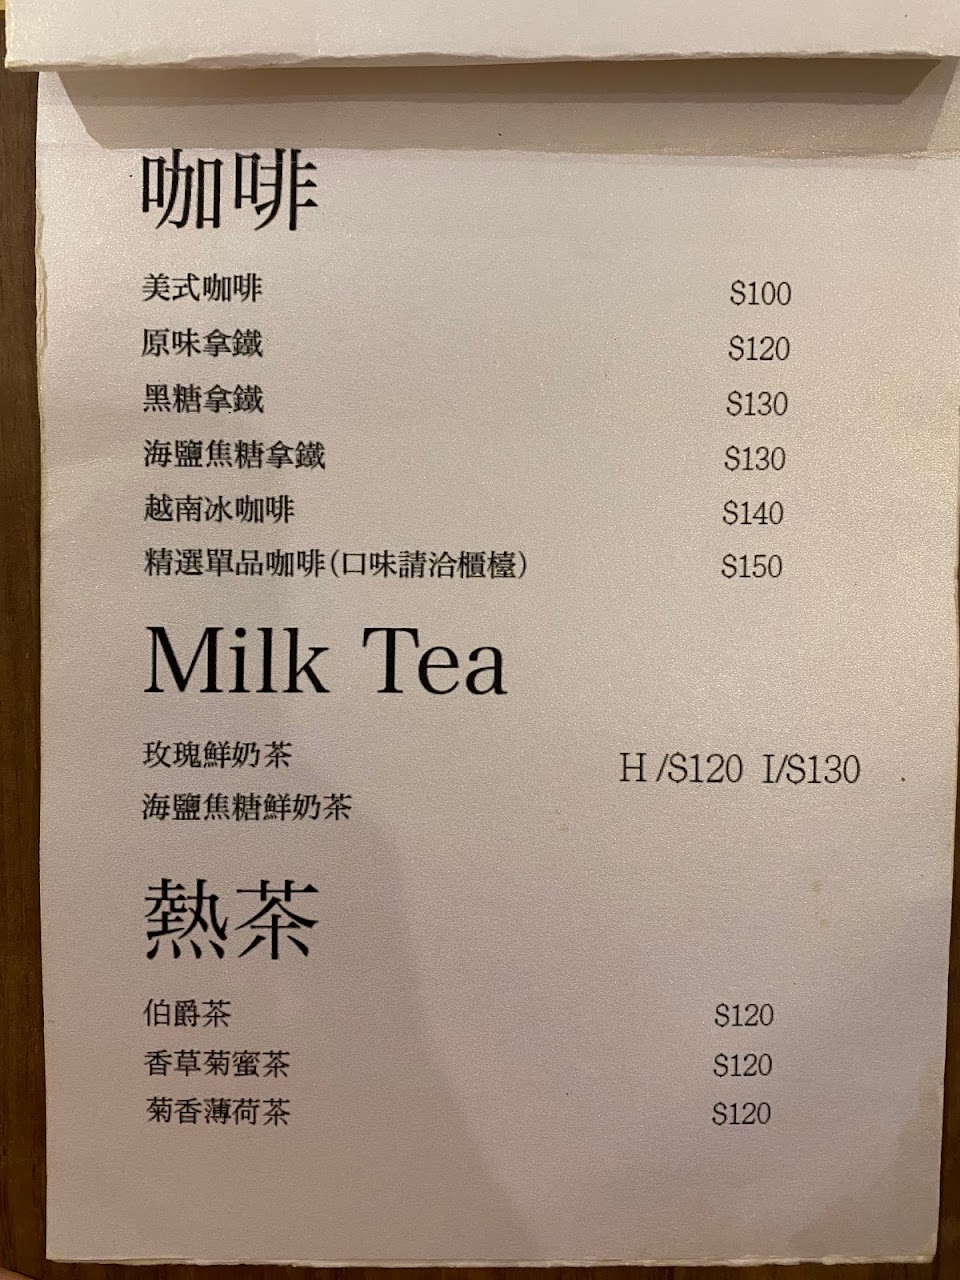 咖啡
美式咖啡 $100
原味拿鐵 $120
黑糖拿鐵 $130
海鹽焦糖拿鐵 $130
越南冰咖啡 $140
精選單品咖啡(口味請洽櫃檯) $150
Milk Tea
玫瑰鮮奶茶 H /$120 I/$130
海鹽焦糖鮮奶茶
熱茶
伯爵茶 $120
香草菊蜜茶 $120
菊香薄荷茶 $120